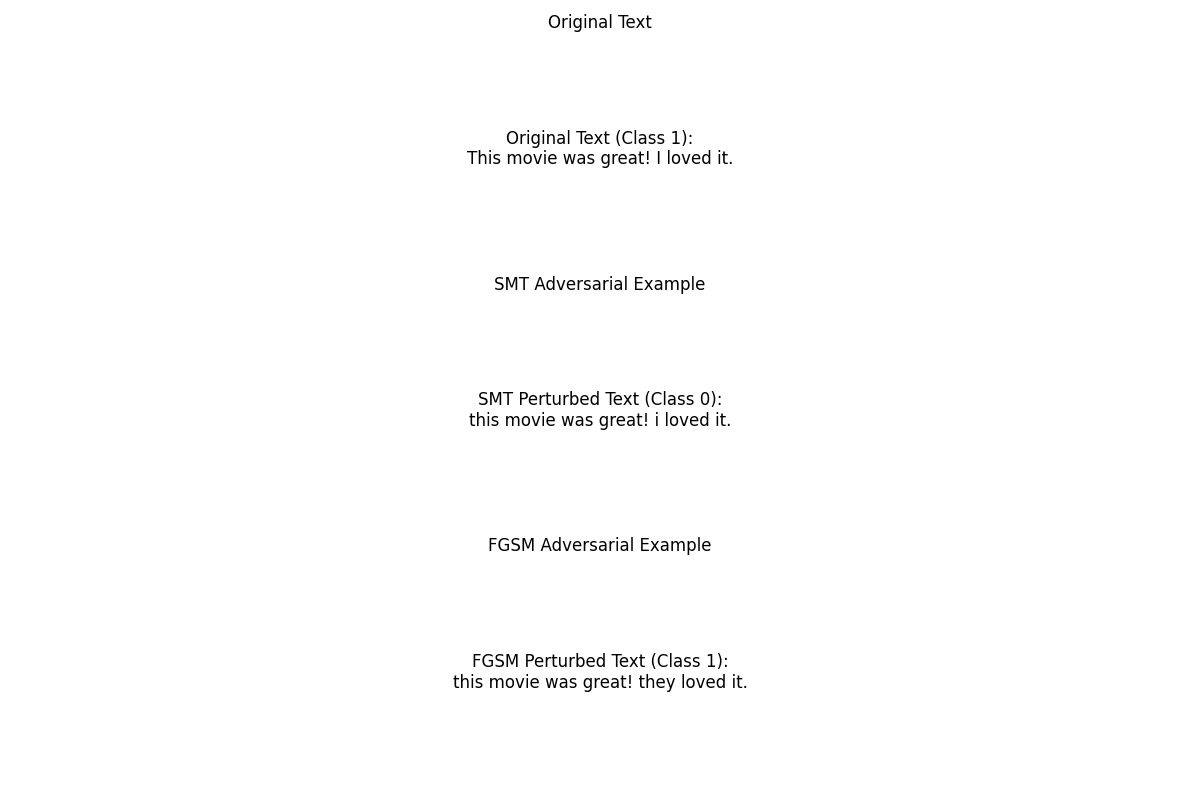 Original Text
Original Text (Class 1):
This movie was great! I loved it.
SMT Adversarial Example
SMT Perturbed Text (Class 0):
this movie was great! i loved it.
FGSM Adversarial Example
FGSM Perturbed Text (Class 1):
this movie was great! they loved it.